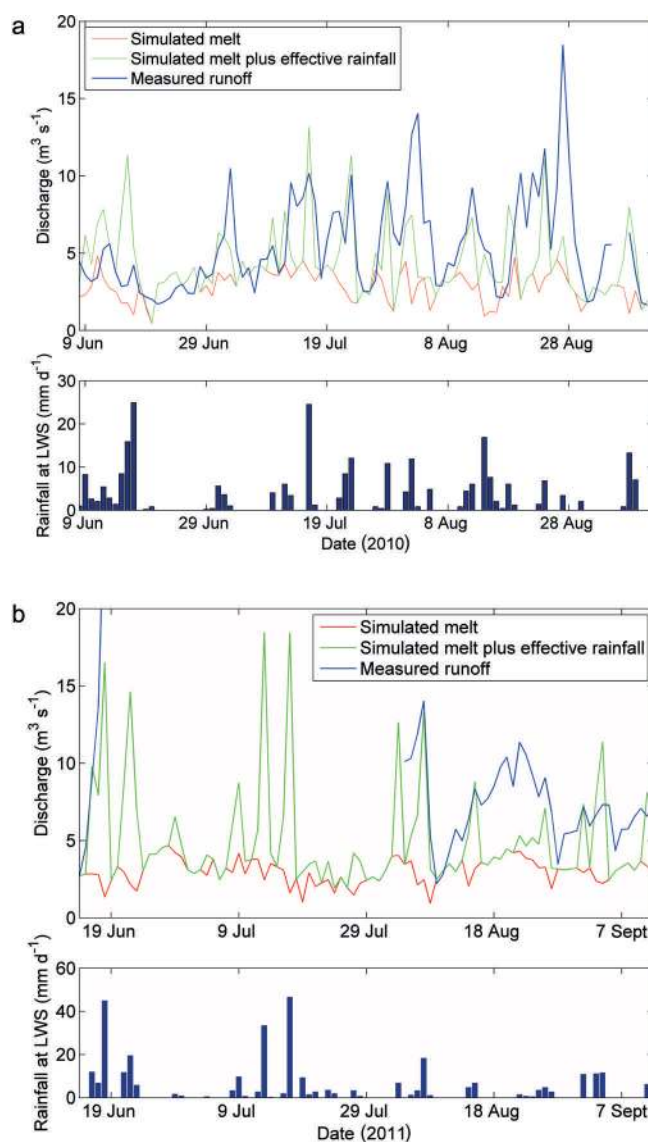 a
20
15
10
5
0
Discharge (m³ s⁻¹)
Simulated melt
Simulated melt plus effective rainfall
Measured runoff
9 Jun 29 Jun 19 Jul 8 Aug 28 Aug
30
20
10
0
Rainfall at LWS (mm d⁻¹)
9 Jun 29 Jun 19 Jul 8 Aug 28 Aug
Date (2010)
b
20
15
10
5
0
Discharge (m³ s⁻¹)
Simulated melt
Simulated melt plus effective rainfall
Measured runoff
19 Jun 9 Jul 29 Jul 18 Aug 7 Sept
60
40
20
0
Rainfall at LWS (mm d⁻¹)
19 Jun 9 Jul 29 Jul 18 Aug 7 Sept
Date (2011)